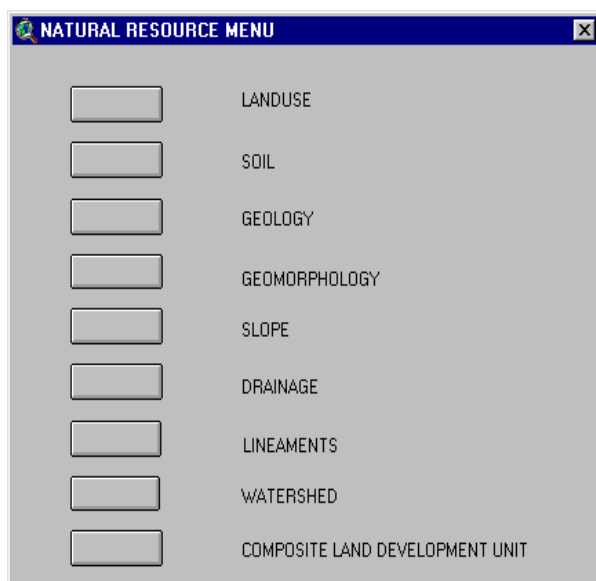 NATURAL RESOURCE MENU
LANDUSE
SOIL
GEOLOGY
GEOMORPHOLOGY
SLOPE
DRAINAGE
LINEAMENTS
WATERSHED
COMPOSITE LAND DEVELOPMENT UNIT